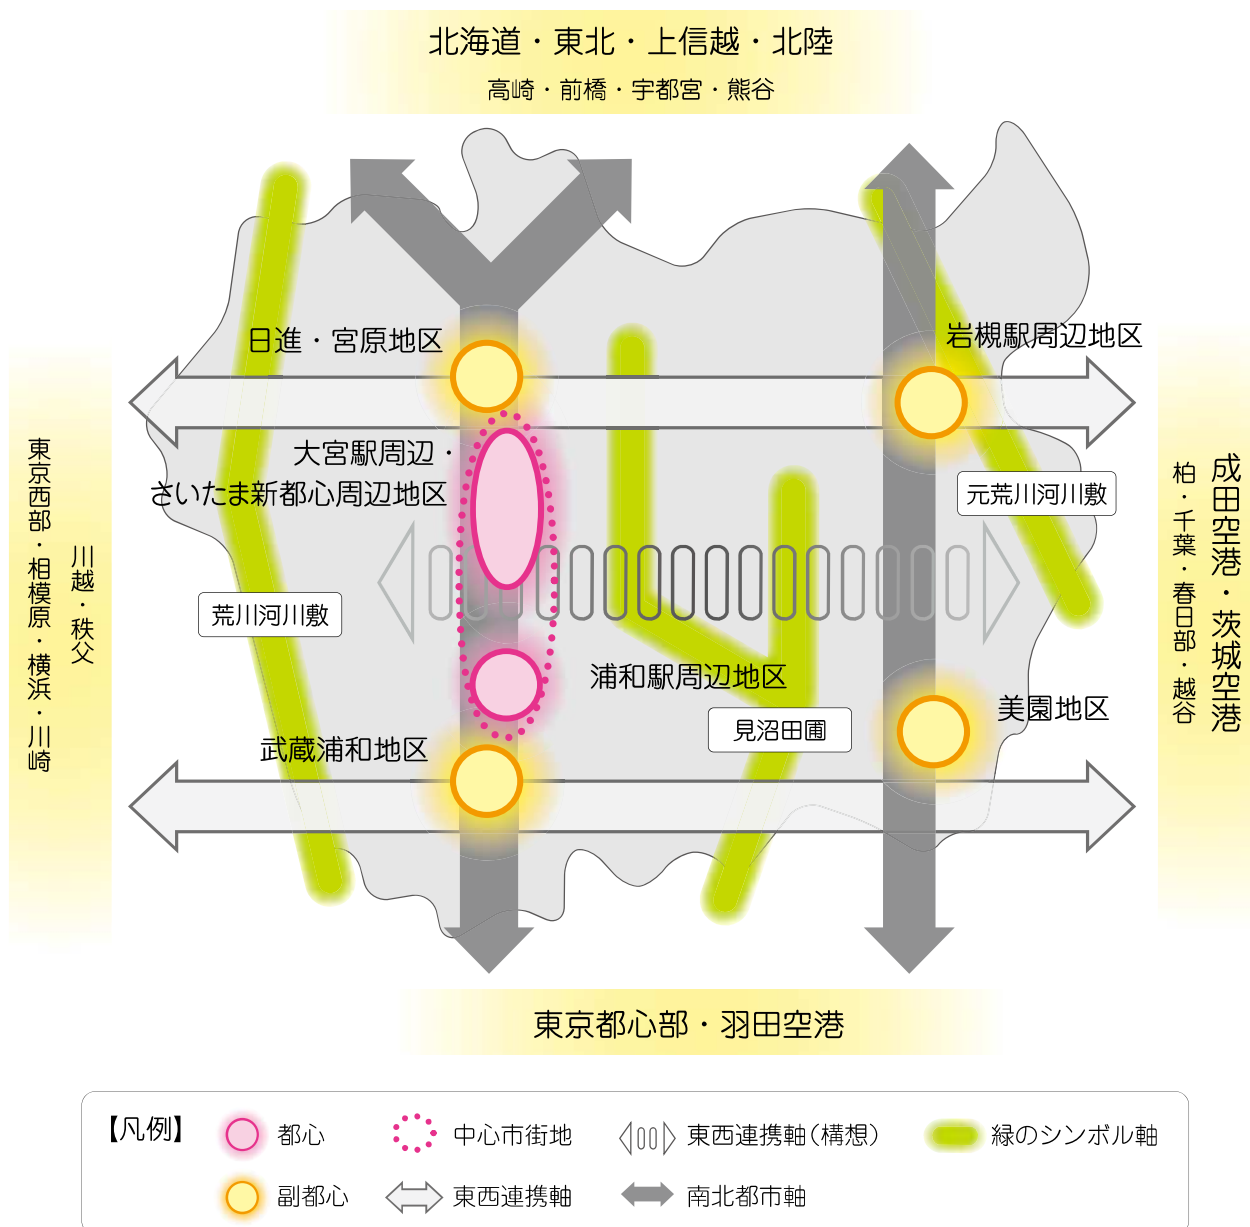 北海道・東北・上信越・北陸
高崎・前橋・宇都宮・熊谷
日進・宮原地区
岩槻駅周辺地区
大宮駅周辺・
さいたま新都心周辺地区
元荒川河川敷
荒川河川敷
浦和駅周辺地区
美園地区
見沼田圃
武蔵浦和地区
川越・秩父
東京西部・相模原・横浜・川崎
成田空港・茨城空港
柏・千葉・春日部・越谷
東京都心部・羽田空港
【凡例】
都心
中心市街地
東西連携軸（構想）
緑のシンボル軸
副都心
東西連携軸
南北都市軸